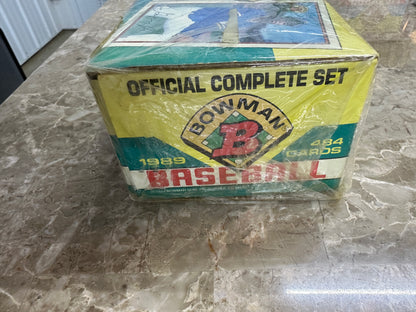 OFFICIAL COMPLETE SET
BOWMAN
B
1989
484
CARDS
BASEBALL